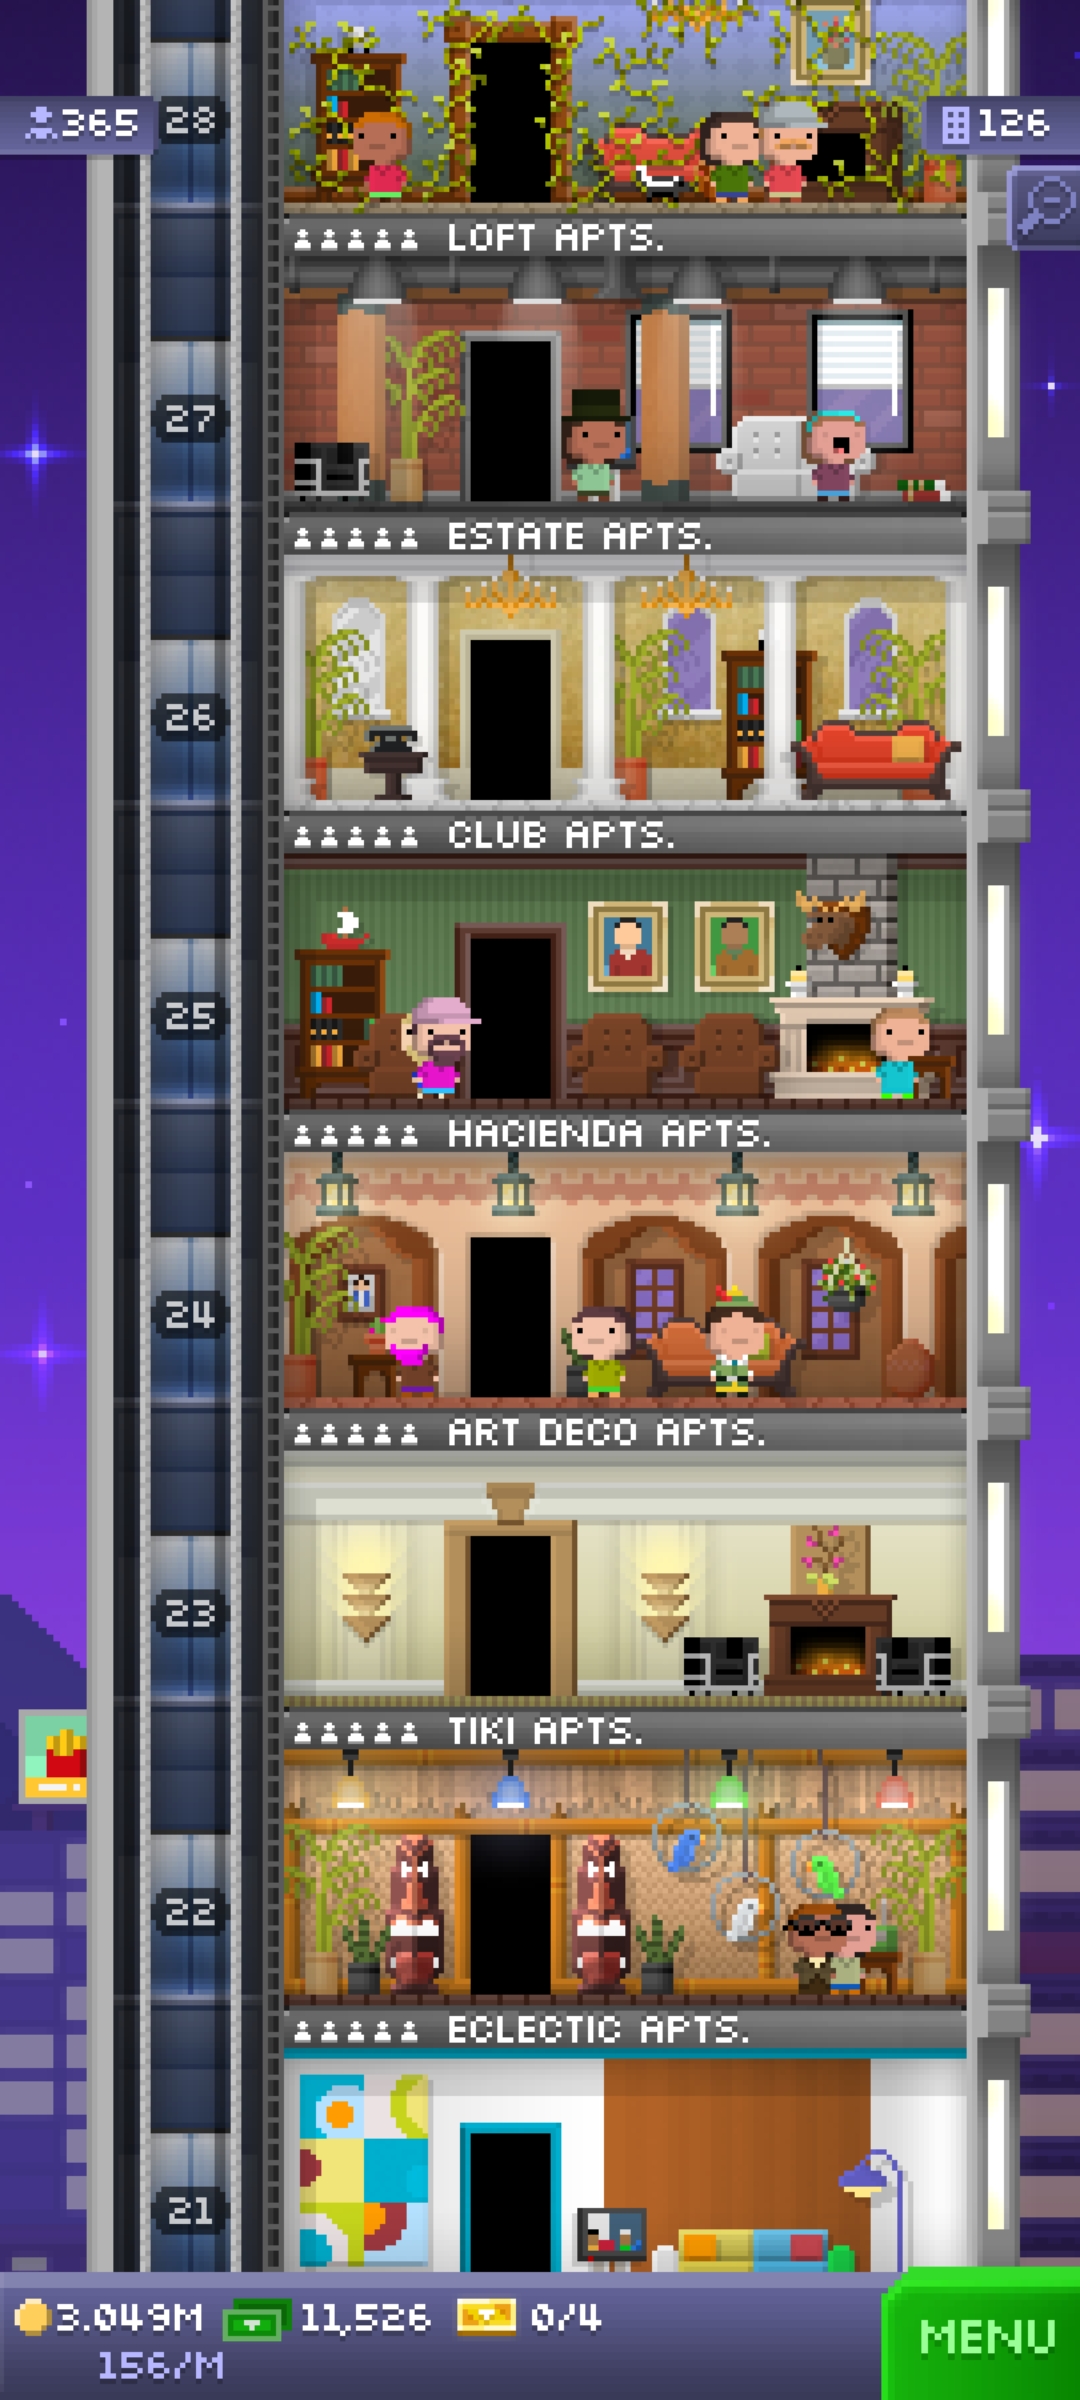 365
28
126
LOFT APTS.
27
ESTATE APTS.
26
CLUB APTS.
25
HACIENDA APTS.
24
ART DECO APTS.
23
TIKI APTS.
22
ECLECTIC APTS.
21
3.049M 11,526 0/4
156/M
MENU